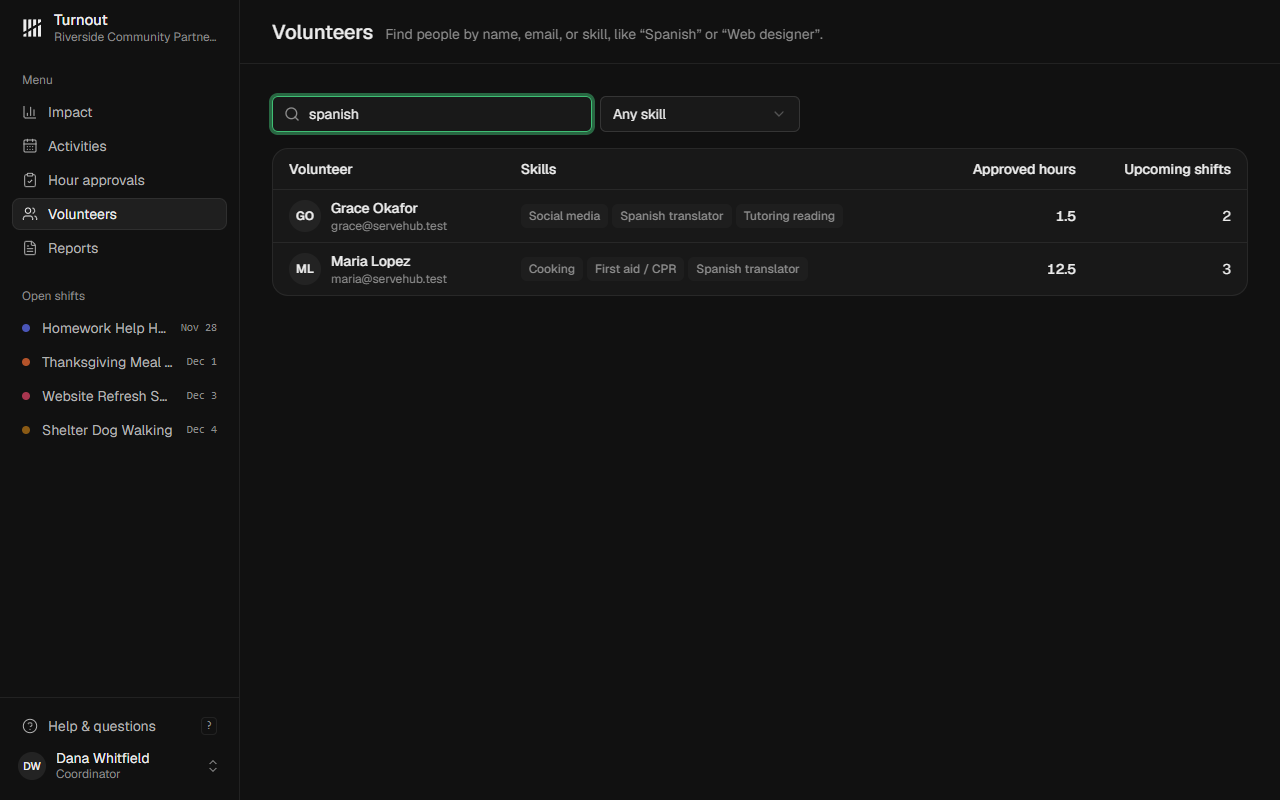 Turnout
Riverside Community Partne...
Menu
Impact
Activities
Hour approvals
Volunteers
Reports
Open shifts
Homework Help H... Nov 28
Thanksgiving Meal ... Dec 1
Website Refresh S... Dec 3
Shelter Dog Walking Dec 4
Help & questions ?
DW Dana Whitfield
Coordinator
Volunteers Find people by name, email, or skill, like “Spanish” or “Web designer”.
spanish Any skill
Volunteer Skills Approved hours Upcoming shifts
GO Grace Okafor Social media Spanish translator Tutoring reading 1.5 2
grace@servehub.test
ML Maria Lopez Cooking First aid / CPR Spanish translator 12.5 3
maria@servehub.test